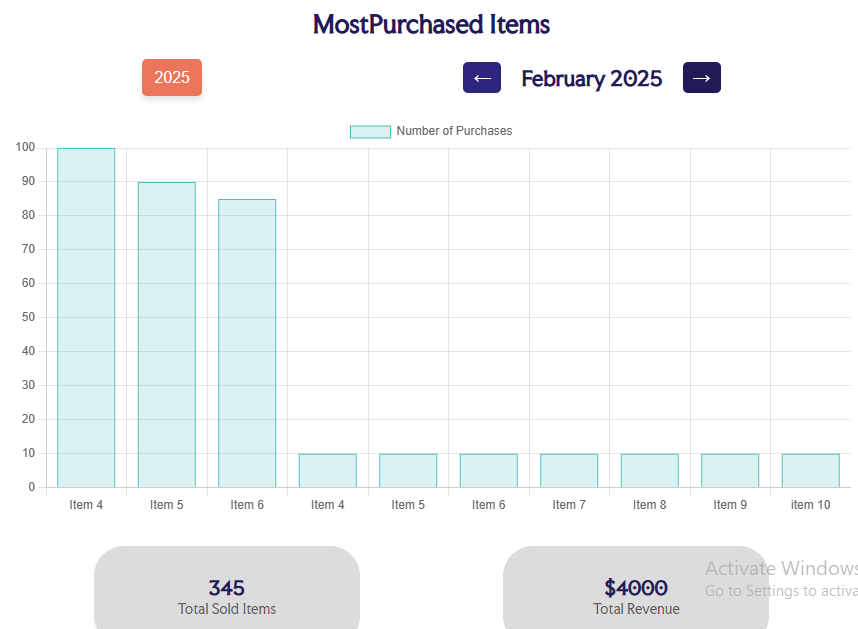 MostPurchased Items
2025
← February 2025 →
Number of Purchases
100
90
80
70
60
50
40
30
20
10
0
Item 4 Item 5 Item 6 Item 4 Item 5 Item 6 Item 7 Item 8 Item 9 item 10
345
Total Sold Items
$4000
Total Revenue
Activate Windows
Go to Settings to activa